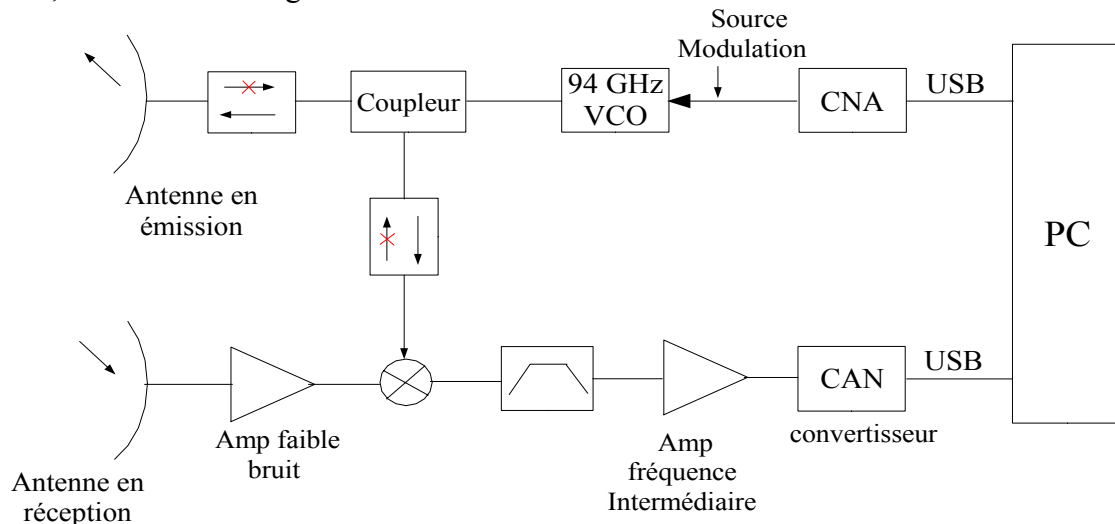 Source
Modulation
94 GHz
VCO
Coupleur
CNA
USB
Antenne en
émission
PC
CAN
USB
convertisseur
Amp faible
bruit
Amp
fréquence
Intermédiaire
Antenne en
réception